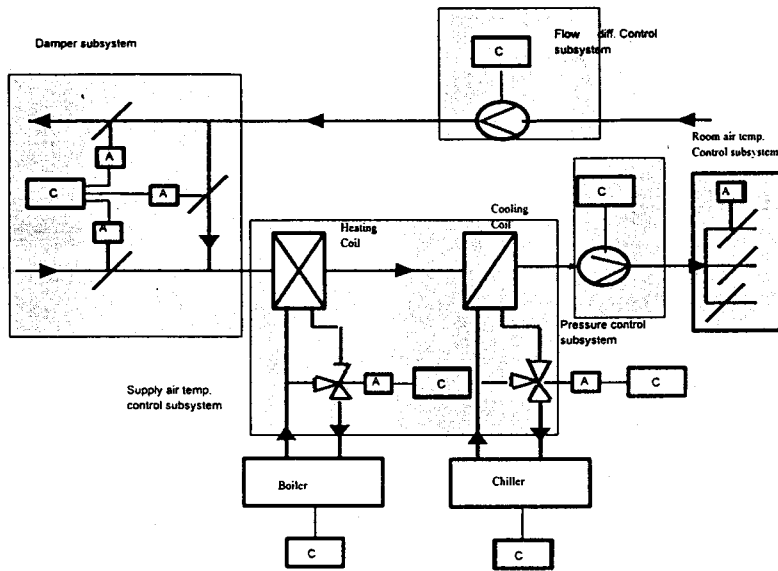 Damper subsystem
Flow diff. Control
subsystem
C
Room air temp.
Control subsystem
A
C
A
A
C
A
Heating
Coil
Cooling
Coil
Pressure control
subsystem
Supply air temp.
control subsystem
A
C
A
C
Boiler
Chiller
C
C